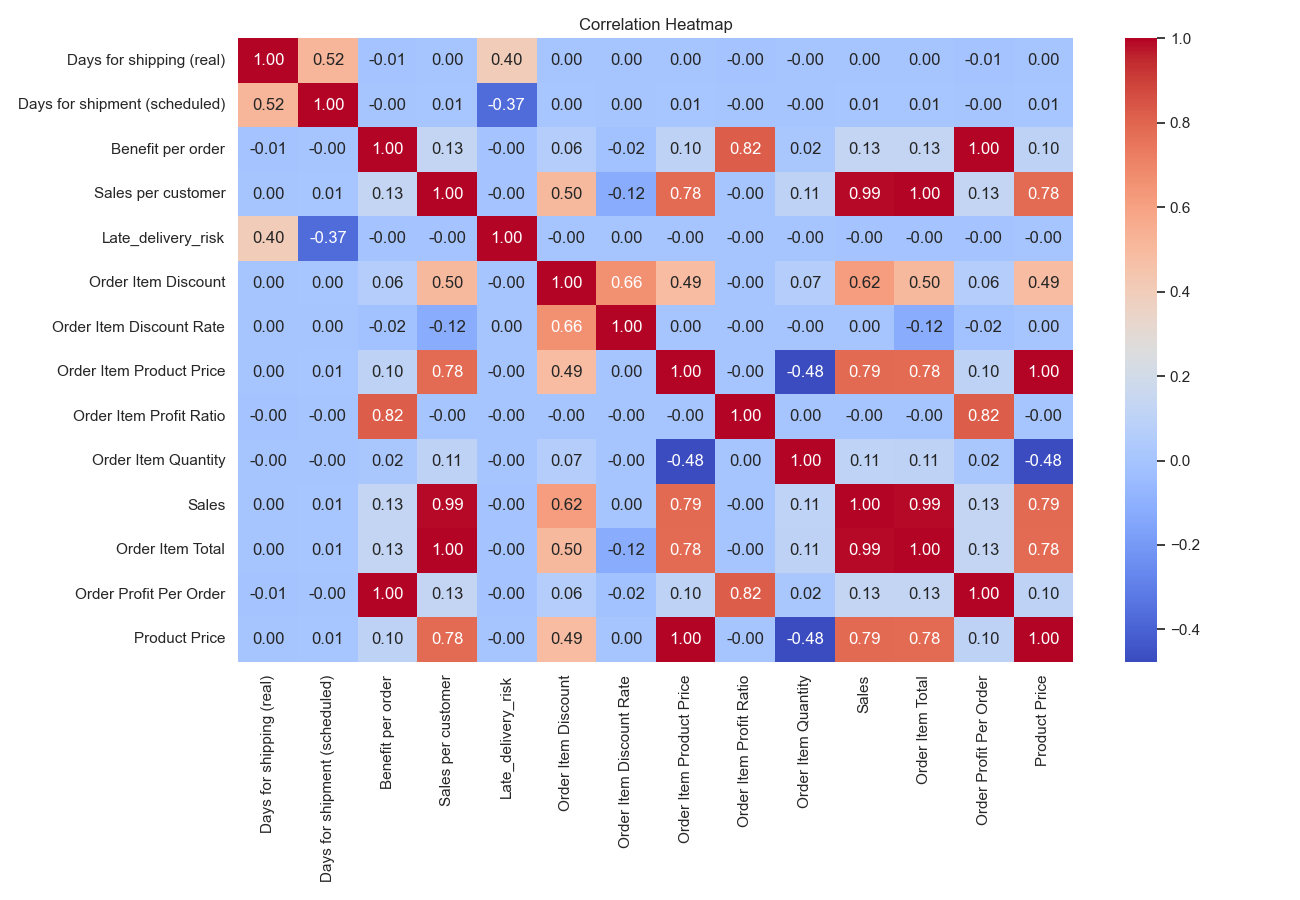 Correlation Heatmap
Days for shipping (real) 1.00 0.52 -0.01 0.00 0.40 0.00 0.00 0.00 -0.00 -0.00 0.00 0.00 -0.01 0.00
Days for shipment (scheduled) 0.52 1.00 -0.00 0.01 -0.37 0.00 0.00 0.01 -0.00 -0.00 0.01 0.01 -0.00 0.01
Benefit per order -0.01 -0.00 1.00 0.13 -0.00 0.06 -0.02 0.10 0.82 0.02 0.13 0.13 1.00 0.10
Sales per customer 0.00 0.01 0.13 1.00 -0.00 0.50 -0.12 0.78 -0.00 0.11 0.99 1.00 0.13 0.78
Late_delivery_risk 0.40 -0.37 -0.00 -0.00 1.00 -0.00 0.00 -0.00 -0.00 -0.00 -0.00 -0.00 -0.00 -0.00
Order Item Discount 0.00 0.00 0.06 0.50 -0.00 1.00 0.66 0.49 -0.00 0.07 0.62 0.50 0.06 0.49
Order Item Discount Rate 0.00 0.00 -0.02 -0.12 0.00 0.66 1.00 0.00 -0.00 -0.00 0.00 -0.12 -0.02 0.00
Order Item Product Price 0.00 0.01 0.10 0.78 -0.00 0.49 0.00 1.00 -0.00 -0.48 0.79 0.78 0.10 1.00
Order Item Profit Ratio -0.00 -0.00 0.82 -0.00 -0.00 -0.00 -0.00 -0.00 1.00 0.00 -0.00 -0.00 0.82 -0.00
Order Item Quantity -0.00 -0.00 0.02 0.11 -0.00 0.07 -0.00 -0.48 0.00 1.00 0.11 0.11 0.02 -0.48
Sales 0.00 0.01 0.13 0.99 -0.00 0.62 0.00 0.79 -0.00 0.11 1.00 0.99 0.13 0.79
Order Item Total 0.00 0.01 0.13 1.00 -0.00 0.50 -0.12 0.78 -0.00 0.11 0.99 1.00 0.13 0.78
Order Profit Per Order -0.01 -0.00 1.00 0.13 -0.00 0.06 -0.02 0.10 0.82 0.02 0.13 0.13 1.00 0.10
Product Price 0.00 0.01 0.10 0.78 -0.00 0.49 0.00 1.00 -0.00 -0.48 0.79 0.78 0.10 1.00
Days for shipping (real)
Days for shipment (scheduled)
Benefit per order
Sales per customer
Late_delivery_risk
Order Item Discount
Order Item Discount Rate
Order Item Product Price
Order Item Profit Ratio
Order Item Quantity
Sales
Order Item Total
Order Profit Per Order
Product Price
1.0
0.8
0.6
0.4
0.2
0.0
−0.2
−0.4